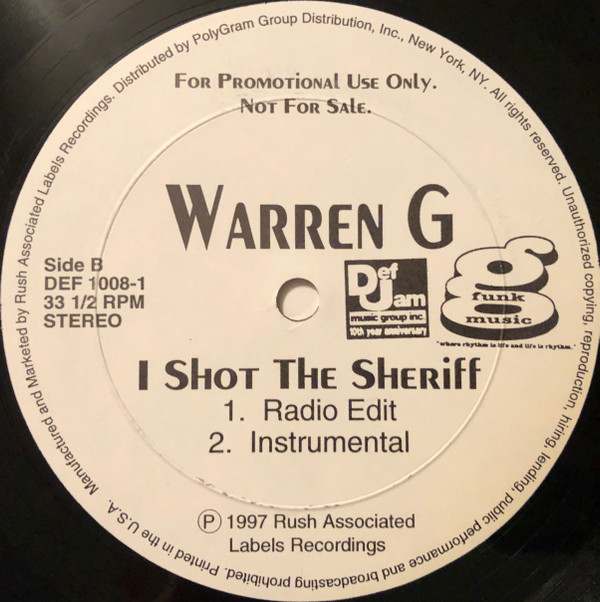 Manufactured and Marketed by Rush Associated Labels Recordings. Distributed by PolyGram Group Distribution, Inc., New York, NY. All rights reserved. Unauthorized copying, reproduction, hiring, lending, public performance and broadcasting prohibited. Printed in the U.S.A.
For Promotional Use Only.
Not For Sale.
Warren G
Side B
DEF 1008-1
33 1/2 RPM
STEREO
Def
Jam
music group inc.
10th year anniversary
g
funk
music
"where rhythm is life and life is rhythm."
I Shot The Sheriff
1. Radio Edit
2. Instrumental
Ⓟ 1997 Rush Associated
Labels Recordings